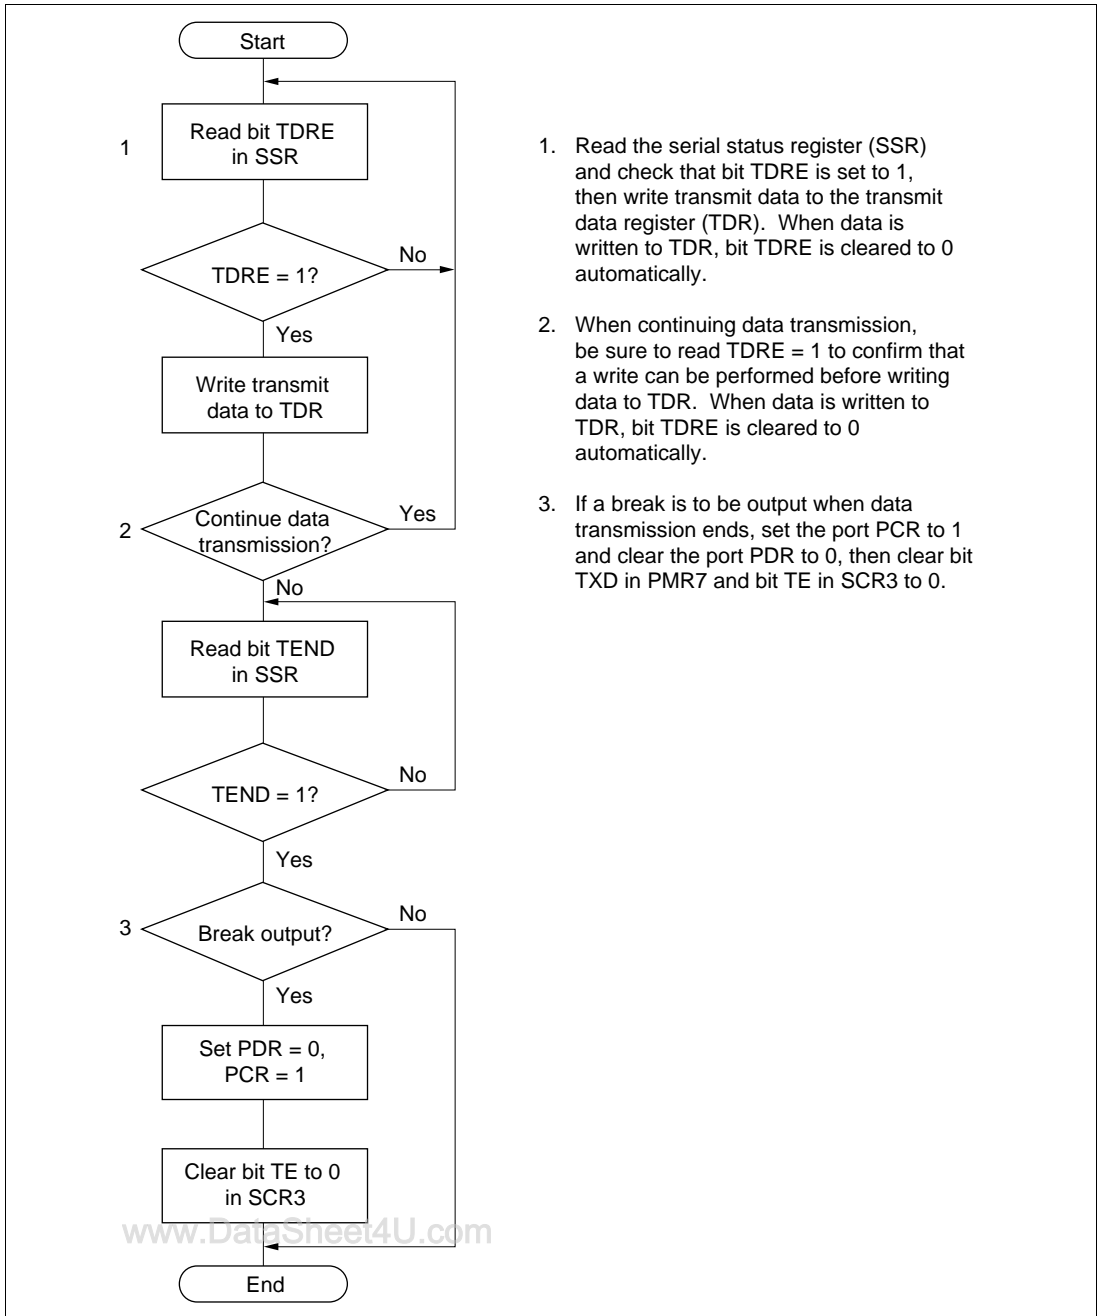 Start
1
Read bit TDRE
in SSR
TDRE = 1?
No
Yes
Write transmit
data to TDR
2
Continue data
transmission?
Yes
No
Read bit TEND
in SSR
TEND = 1?
No
Yes
3
Break output?
No
Yes
Set PDR = 0,
PCR = 1
Clear bit TE to 0
in SCR3
www.DataSheet4U.com
End
1. Read the serial status register (SSR)
and check that bit TDRE is set to 1,
then write transmit data to the transmit
data register (TDR). When data is
written to TDR, bit TDRE is cleared to 0
automatically.
2. When continuing data transmission,
be sure to read TDRE = 1 to confirm that
a write can be performed before writing
data to TDR. When data is written to
TDR, bit TDRE is cleared to 0
automatically.
3. If a break is to be output when data
transmission ends, set the port PCR to 1
and clear the port PDR to 0, then clear bit
TXD in PMR7 and bit TE in SCR3 to 0.